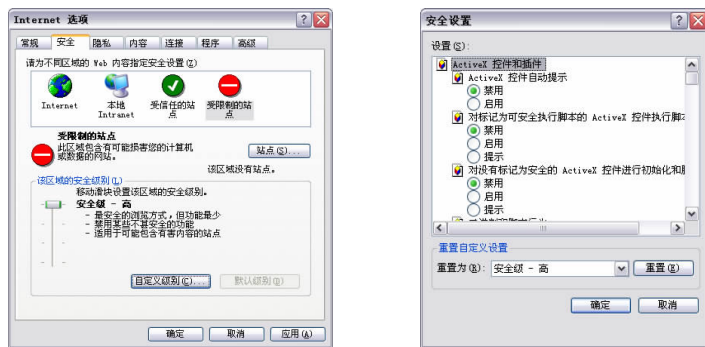 Internet 选项
常规 安全 隐私 内容 连接 程序 高级
请为不同区域的 Web 内容指定安全设置(Z)
Internet 本地 Intranet 受信任的站点 受限制的站点
受限制的站点
此区域包含有可能损害您的计算机
或数据的网站。
站点(S)...
该区域没有站点。
该区域的安全级别(L)
移动滑块设置该区域的安全级别。
安全级 - 高
- 最安全的浏览方式，但功能最少
- 禁用某些不甚安全的功能
- 适用于可能包含有害内容的站点
自定义级别(C)... 默认级别(D)
确定 取消 应用(A)
安全设置
设置(S):
ActiveX 控件和插件
ActiveX 控件自动提示
禁用
启用
对标记为可安全执行脚本的 ActiveX 控件执行脚本
禁用
启用
提示
对没有标记为安全的 ActiveX 控件进行初始化和
禁用
启用
提示
重置自定义设置
重置为(R): 安全级 - 高 重置(E)
确定 取消